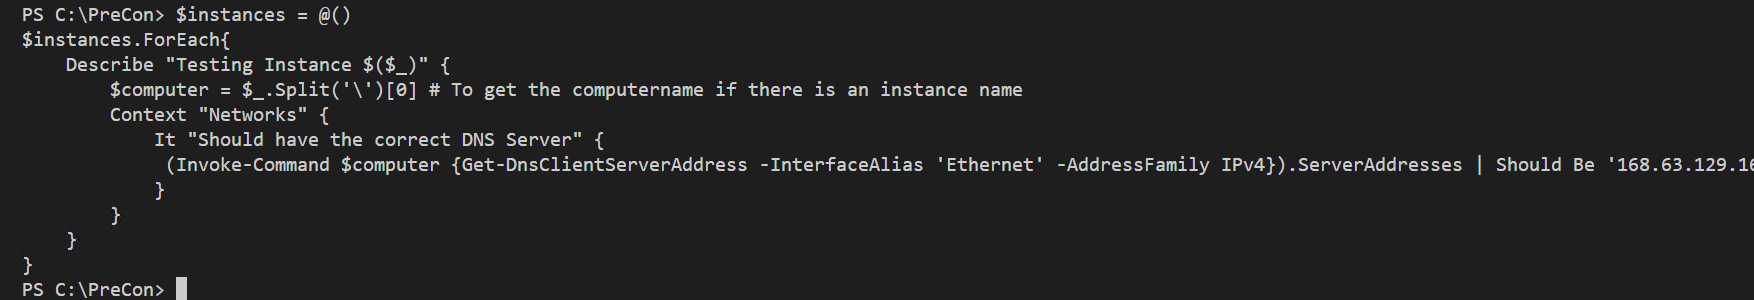 PS C:\PreCon> $instances = @()
$instances.ForEach{
    Describe "Testing Instance $($_)" {
        $computer = $_.Split('\')[0] # To get the computername if there is an instance name
        Context "Networks" {
            It "Should have the correct DNS Server" {
             (Invoke-Command $computer {Get-DnsClientServerAddress -InterfaceAlias 'Ethernet' -AddressFamily IPv4}).ServerAddresses | Should Be '168.63.129.16
            }
        }
    }
}
PS C:\PreCon>